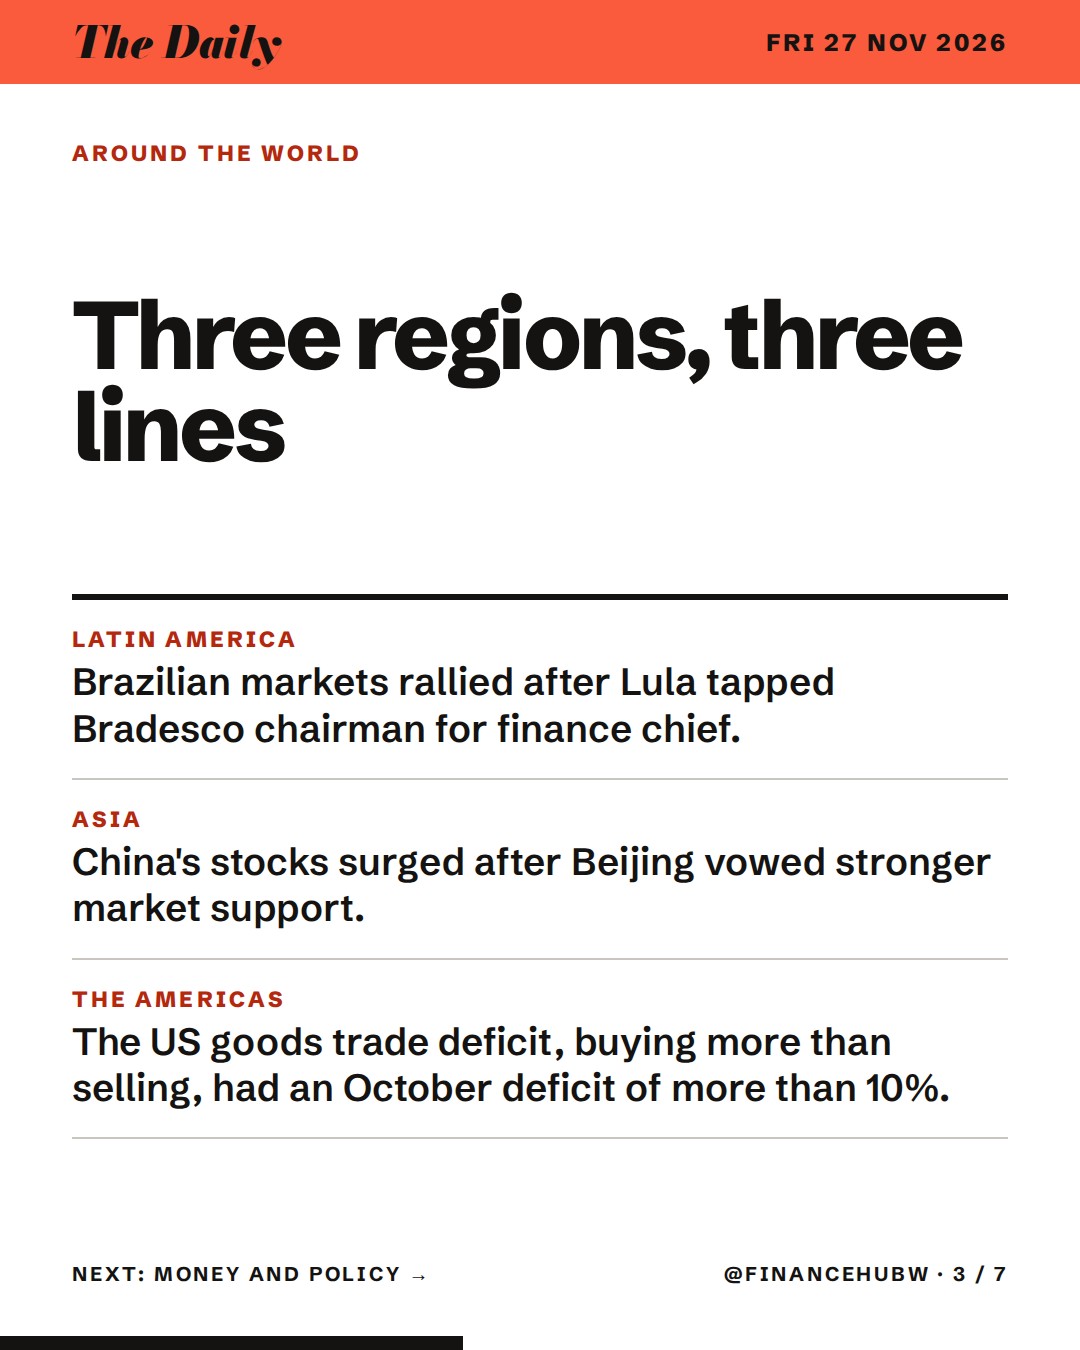 The Daily
FRI 27 NOV 2026
AROUND THE WORLD
Three regions, three
lines
LATIN AMERICA
Brazilian markets rallied after Lula tapped
Bradesco chairman for finance chief.
ASIA
China's stocks surged after Beijing vowed stronger
market support.
THE AMERICAS
The US goods trade deficit, buying more than
selling, had an October deficit of more than 10%.
NEXT: MONEY AND POLICY →
@FINANCEHUBW · 3 / 7